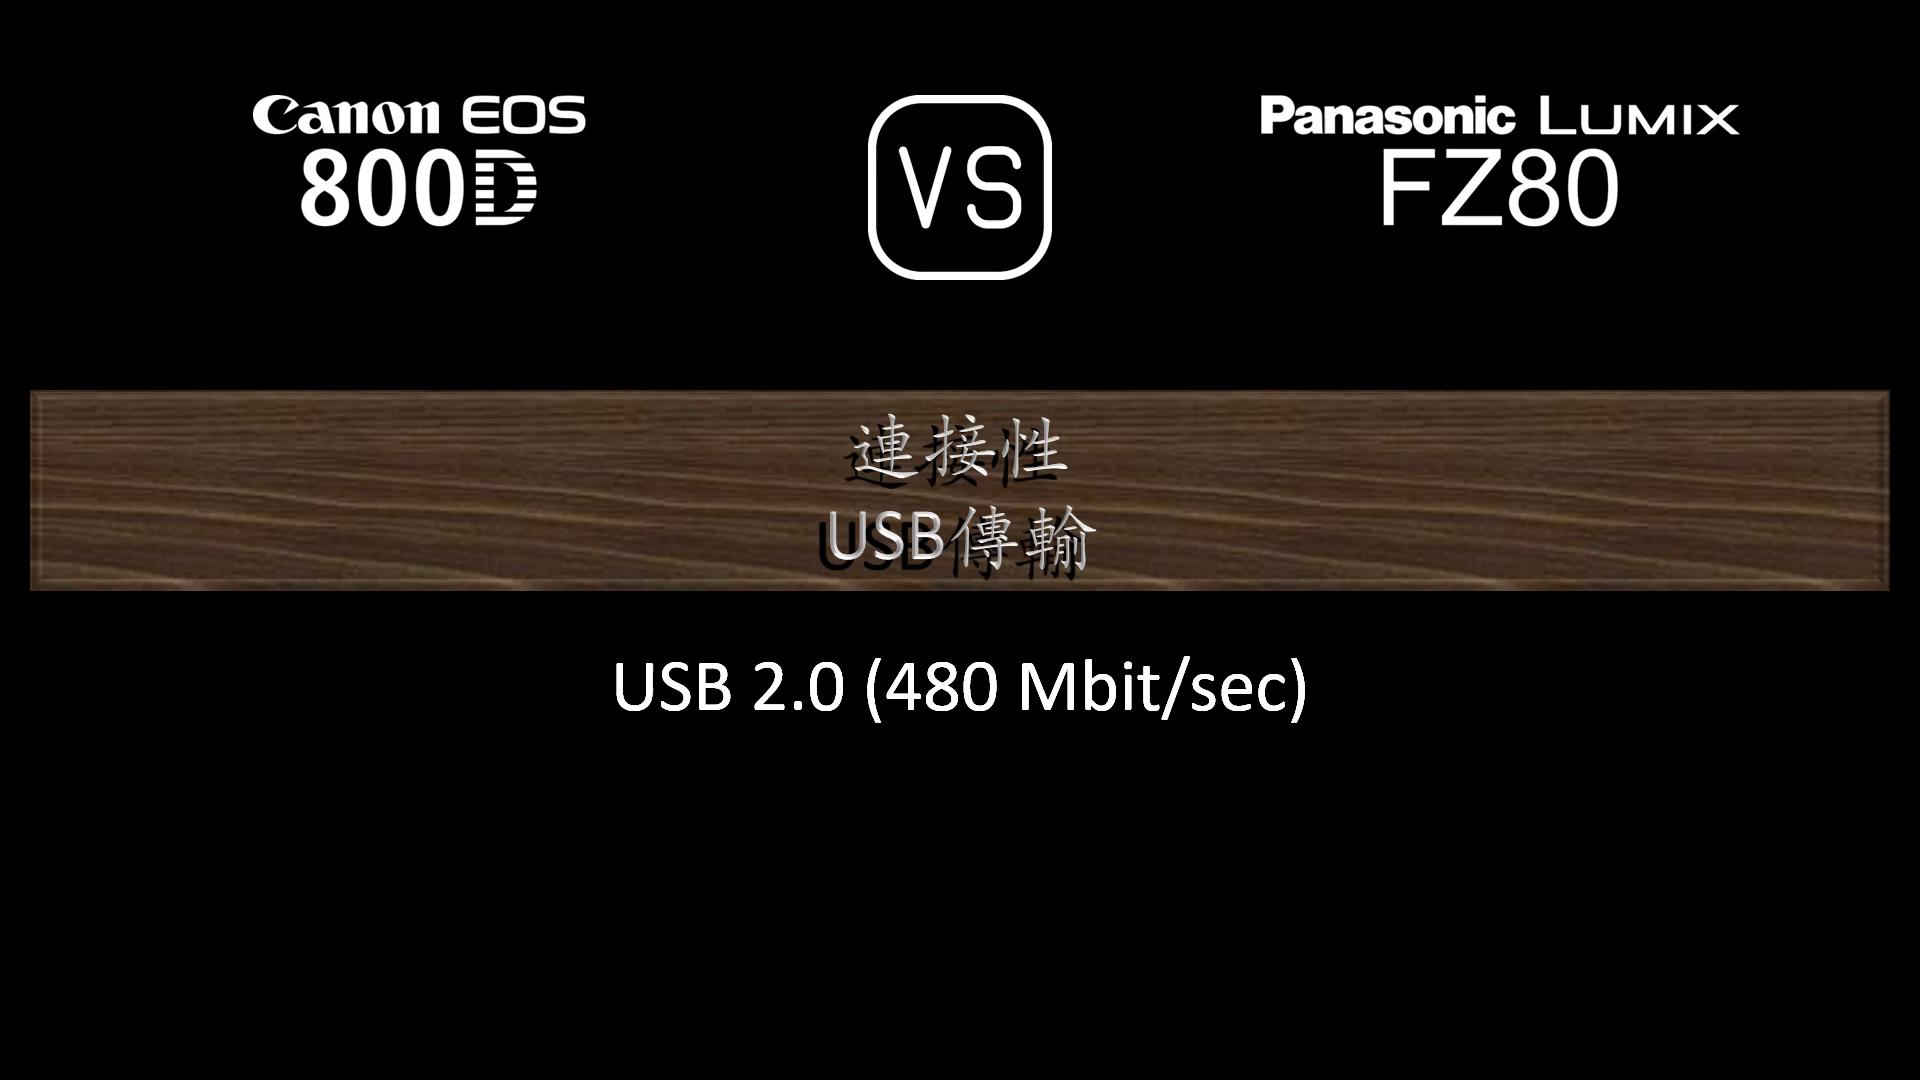 Canon EOS
800D
VS
Panasonic LUMIX
FZ80
連接性
USB傳輸
USB 2.0 (480 Mbit/sec)